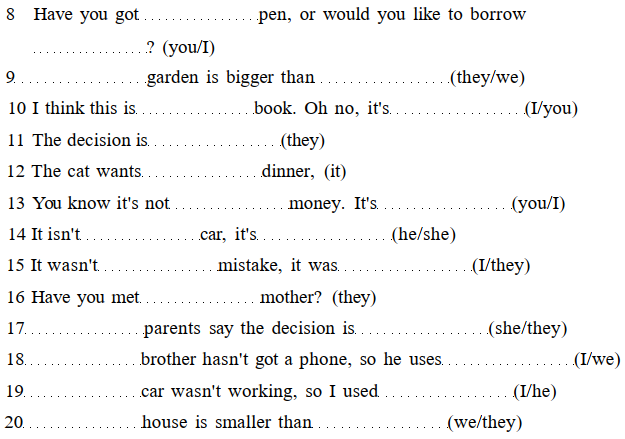 8 Have you got ................pen, or would you like to borrow
................? (you/I)
9..................garden is bigger than..................(they/we)
10 I think this is................book. Oh no, it's..................(I/you)
11 The decision is..................(they)
12 The cat wants................dinner, (it)
13 You know it's not................money. It's..................(you/I)
14 It isn't................car, it's..................(he/she)
15 It wasn't................mistake, it was..................(I/they)
16 Have you met................mother? (they)
17................parents say the decision is..................(she/they)
18................brother hasn't got a phone, so he uses..................(I/we)
19................car wasn't working, so I used..................(I/he)
20................house is smaller than..................(we/they)